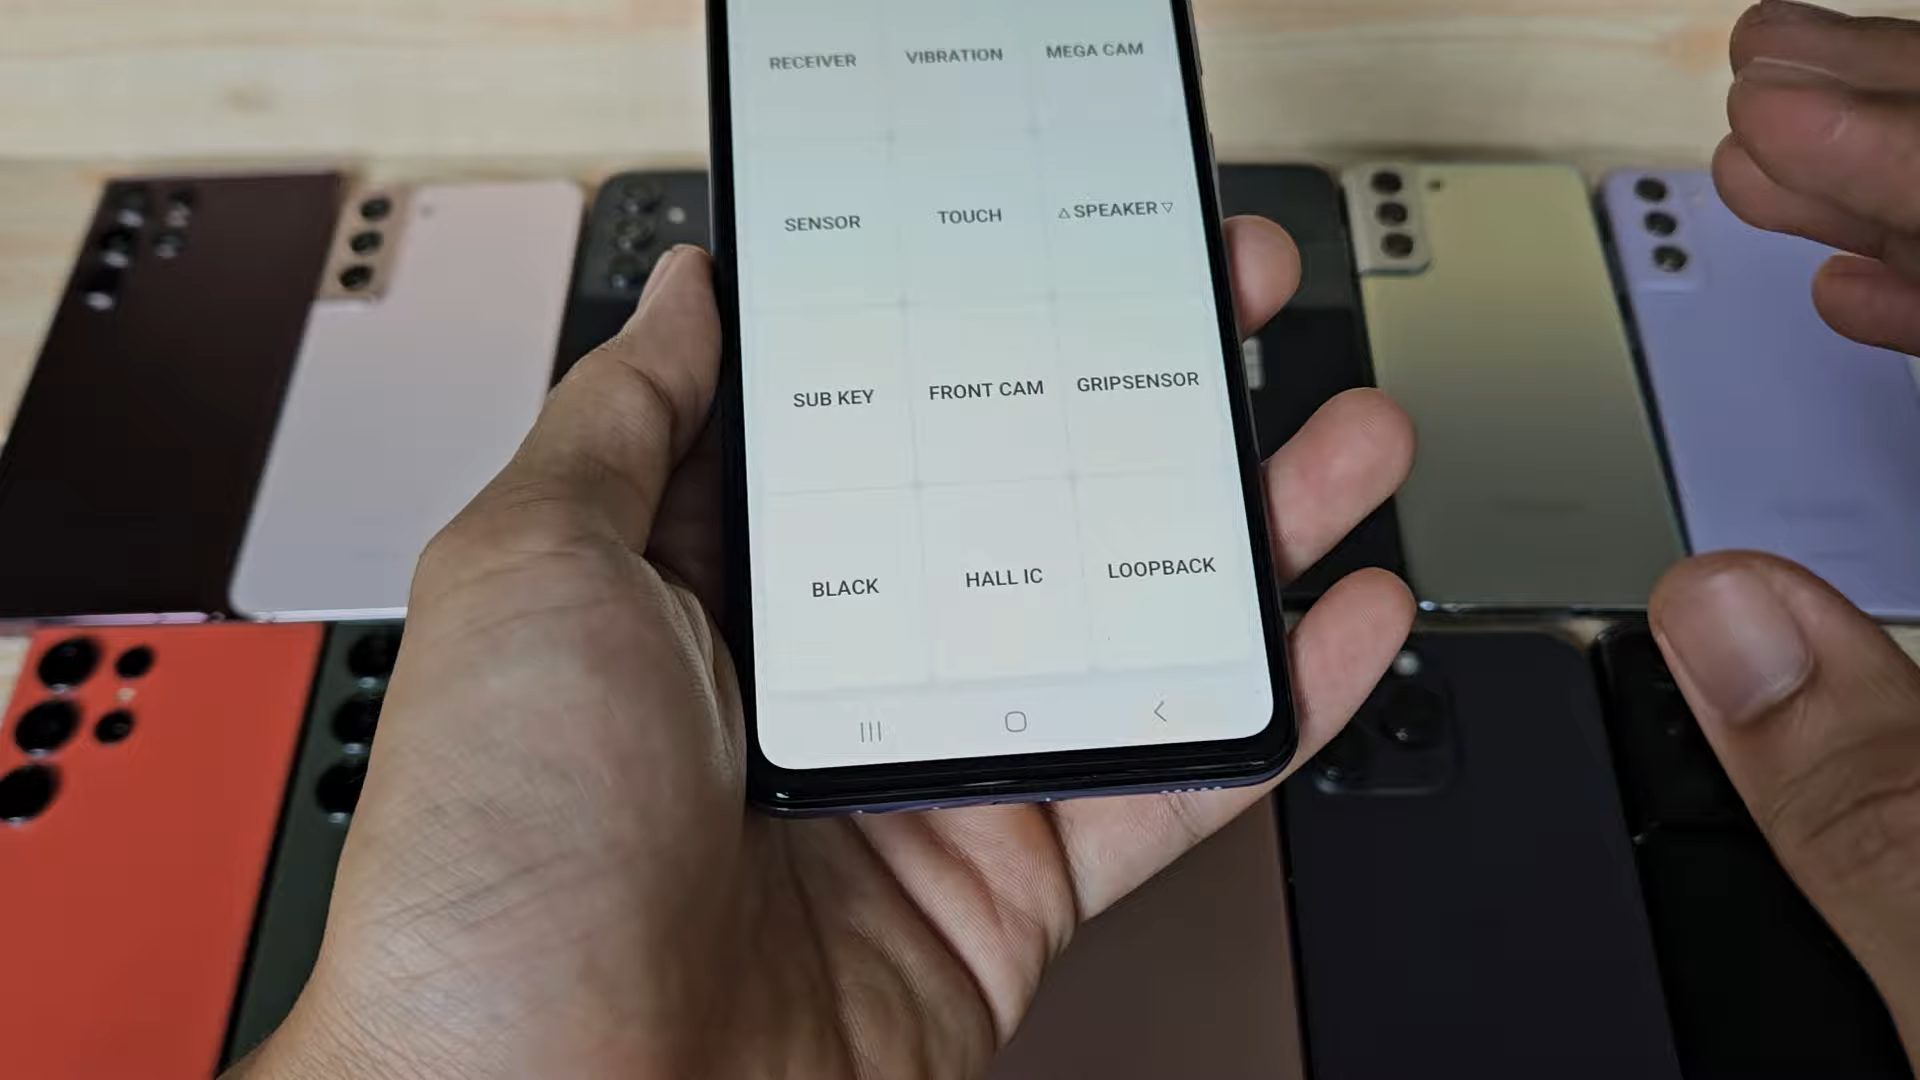 RECEIVER VIBRATION MEGA CAM
SENSOR TOUCH △SPEAKER▽
SUB KEY FRONT CAM GRIPSENSOR
BLACK HALL IC LOOPBACK